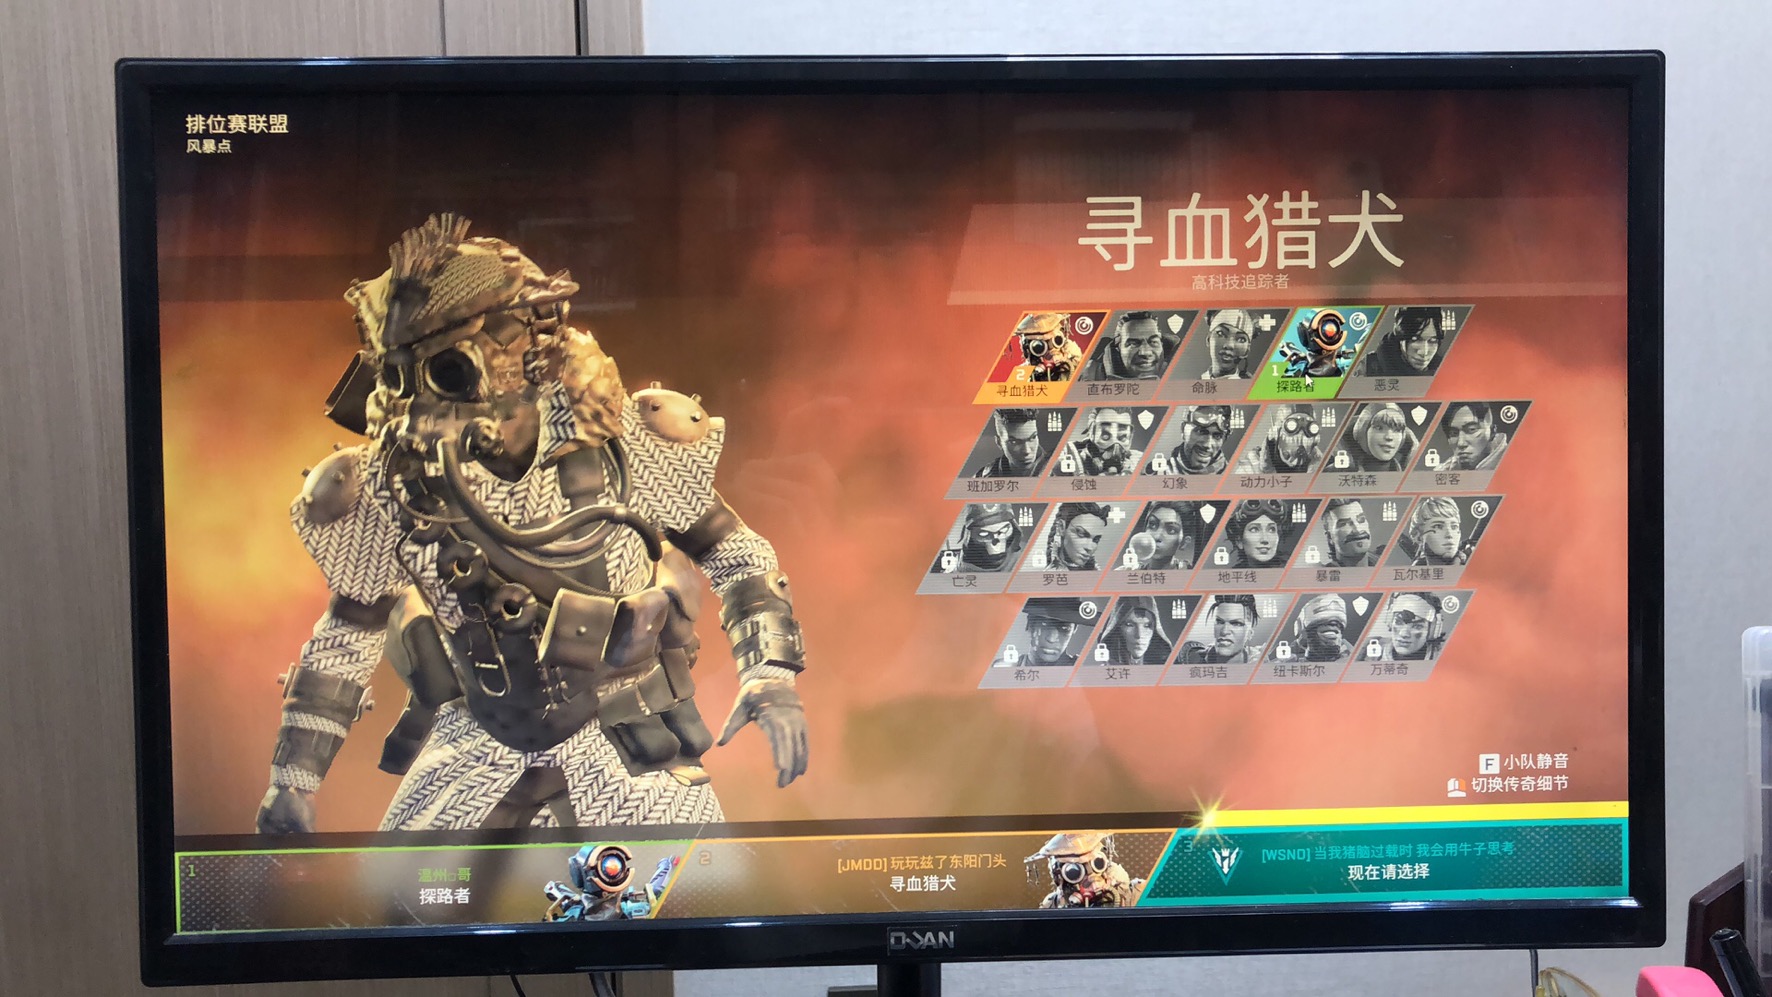 排位赛联盟
风暴点
寻血猎犬
高科技追踪者
2
1
寻血猎犬 直布罗陀 命脉 探路者 恶灵
班加罗尔 侵蚀 幻象 动力小子 沃特森 密客
亡灵 罗芭 兰伯特 地平线 暴雷 瓦尔基里
希尔 艾许 疯玛吉 纽卡斯尔 万蒂奇
F 小队静音
切换传奇细节
1
温州□哥
探路者
2
[JMDD] 玩玩兹了东阳门头
寻血猎犬
3
[WSND] 当我猪脑过载时 我会用牛子思考
现在请选择